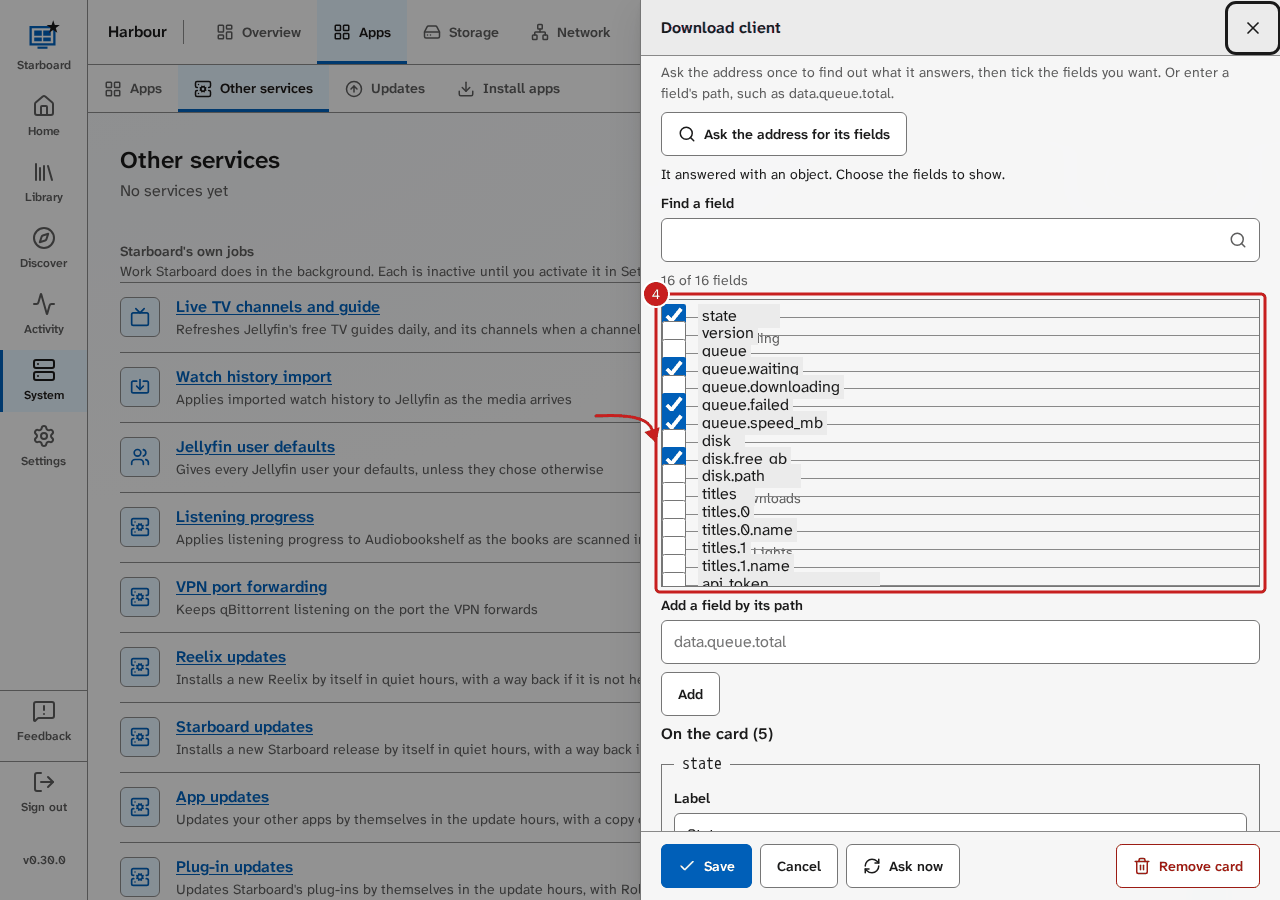 Starboard
Home
Library
Discover
Activity
System
Settings
Feedback
Sign out
v0.30.0
Harbour
Overview
Apps
Storage
Network
Apps
Other services
Updates
Install apps
Other services
No services yet
Starboard's own jobs
Work Starboard does in the background. Each is inactive until you activate it in Set
Live TV channels and guide
Refreshes Jellyfin's free TV guides daily, and its channels when a channel
Watch history import
Applies imported watch history to Jellyfin as the media arrives
Jellyfin user defaults
Gives every Jellyfin user your defaults, unless they chose otherwise
Listening progress
Applies listening progress to Audiobookshelf as the books are scanned i
VPN port forwarding
Keeps qBittorrent listening on the port the VPN forwards
Reelix updates
Installs a new Reelix by itself in quiet hours, with a way back if it is not he
Starboard updates
Installs a new Starboard release by itself in quiet hours, with a way back i
App updates
Updates your other apps by themselves in the update hours, with a copy
Plug-in updates
Updates Starboard's plug-ins by themselves in the update hours, with Rol
Download client
Ask the address once to find out what it answers, then tick the fields you want. Or enter a
field's path, such as data.queue.total.
Ask the address for its fields
It answered with an object. Choose the fields to show.
Find a field
16 of 16 fields
4
state
version
queue
queue.waiting
queue.downloading
queue.failed
queue.speed_mb
disk
disk.free_gb
disk.path
titles
titles.0
titles.0.name
titles.1
titles.1.name
api_token
Add a field by its path
data.queue.total
Add
On the card (5)
state
Label
Save
Cancel
Ask now
Remove card